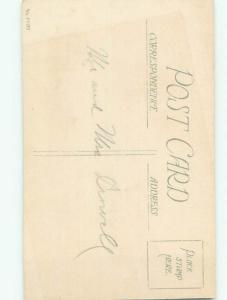 POST CARD
CORRESPONDENCE
ADDRESS
PLACE
STAMP
HERE
Mr and Mrs